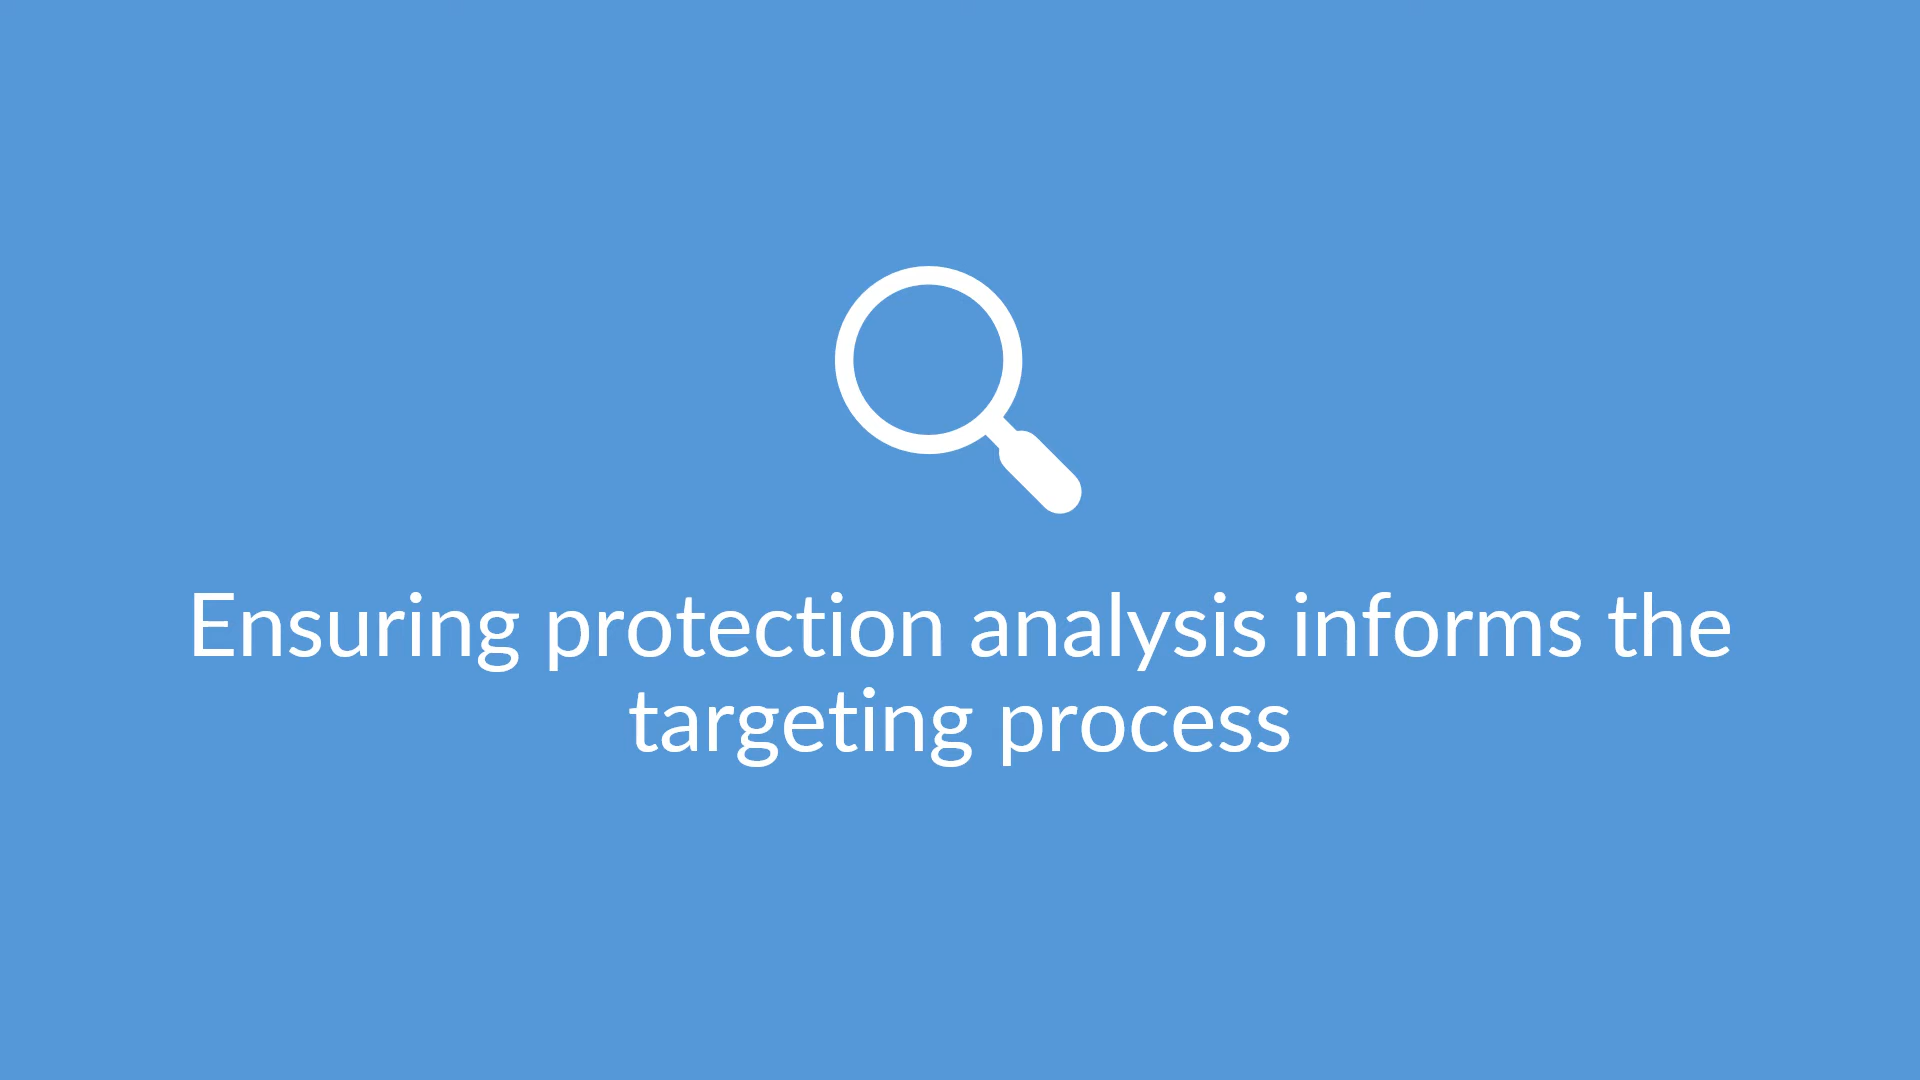 Ensuring protection analysis informs the
targeting process